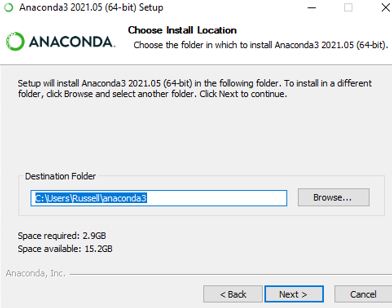 Anaconda3 2021.05 (64-bit) Setup
ANACONDA.
Choose Install Location
Choose the folder in which to install Anaconda3 2021.05 (64-bit).
Setup will install Anaconda3 2021.05 (64-bit) in the following folder. To install in a different
folder, click Browse and select another folder. Click Next to continue.
Destination Folder
C:\Users\Russell\anaconda3
Browse...
Space required: 2.9GB
Space available: 15.2GB
Anaconda, Inc.
< Back
Next >
Cancel